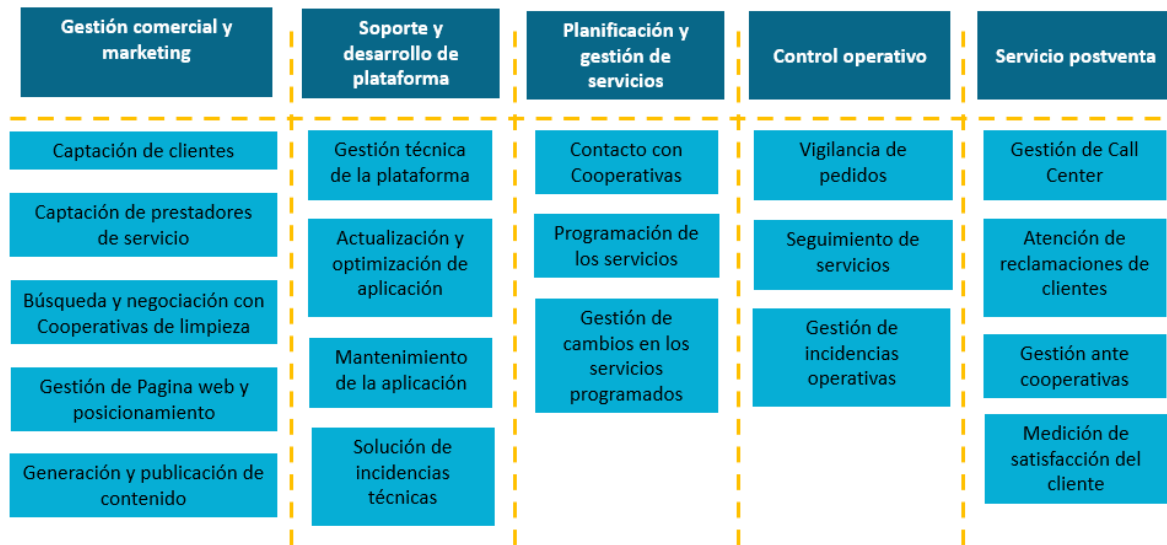 Gestión comercial y
marketing
Soporte y
desarrollo de
plataforma
Planificación y
gestión de
servicios
Control operativo
Servicio postventa
Captación de clientes
Captación de prestadores
de servicio
Búsqueda y negociación con
Cooperativas de limpieza
Gestión de Pagina web y
posicionamiento
Generación y publicación de
contenido
Gestión técnica
de la plataforma
Actualización y
optimización de
aplicación
Mantenimiento
de la aplicación
Solución de
incidencias
técnicas
Contacto con
Cooperativas
Programación de
los servicios
Gestión de
cambios en los
servicios
programados
Vigilancia de
pedidos
Seguimiento de
servicios
Gestión de
incidencias
operativas
Gestión de Call
Center
Atención de
reclamaciones de
clientes
Gestión ante
cooperativas
Medición de
satisfacción del
cliente